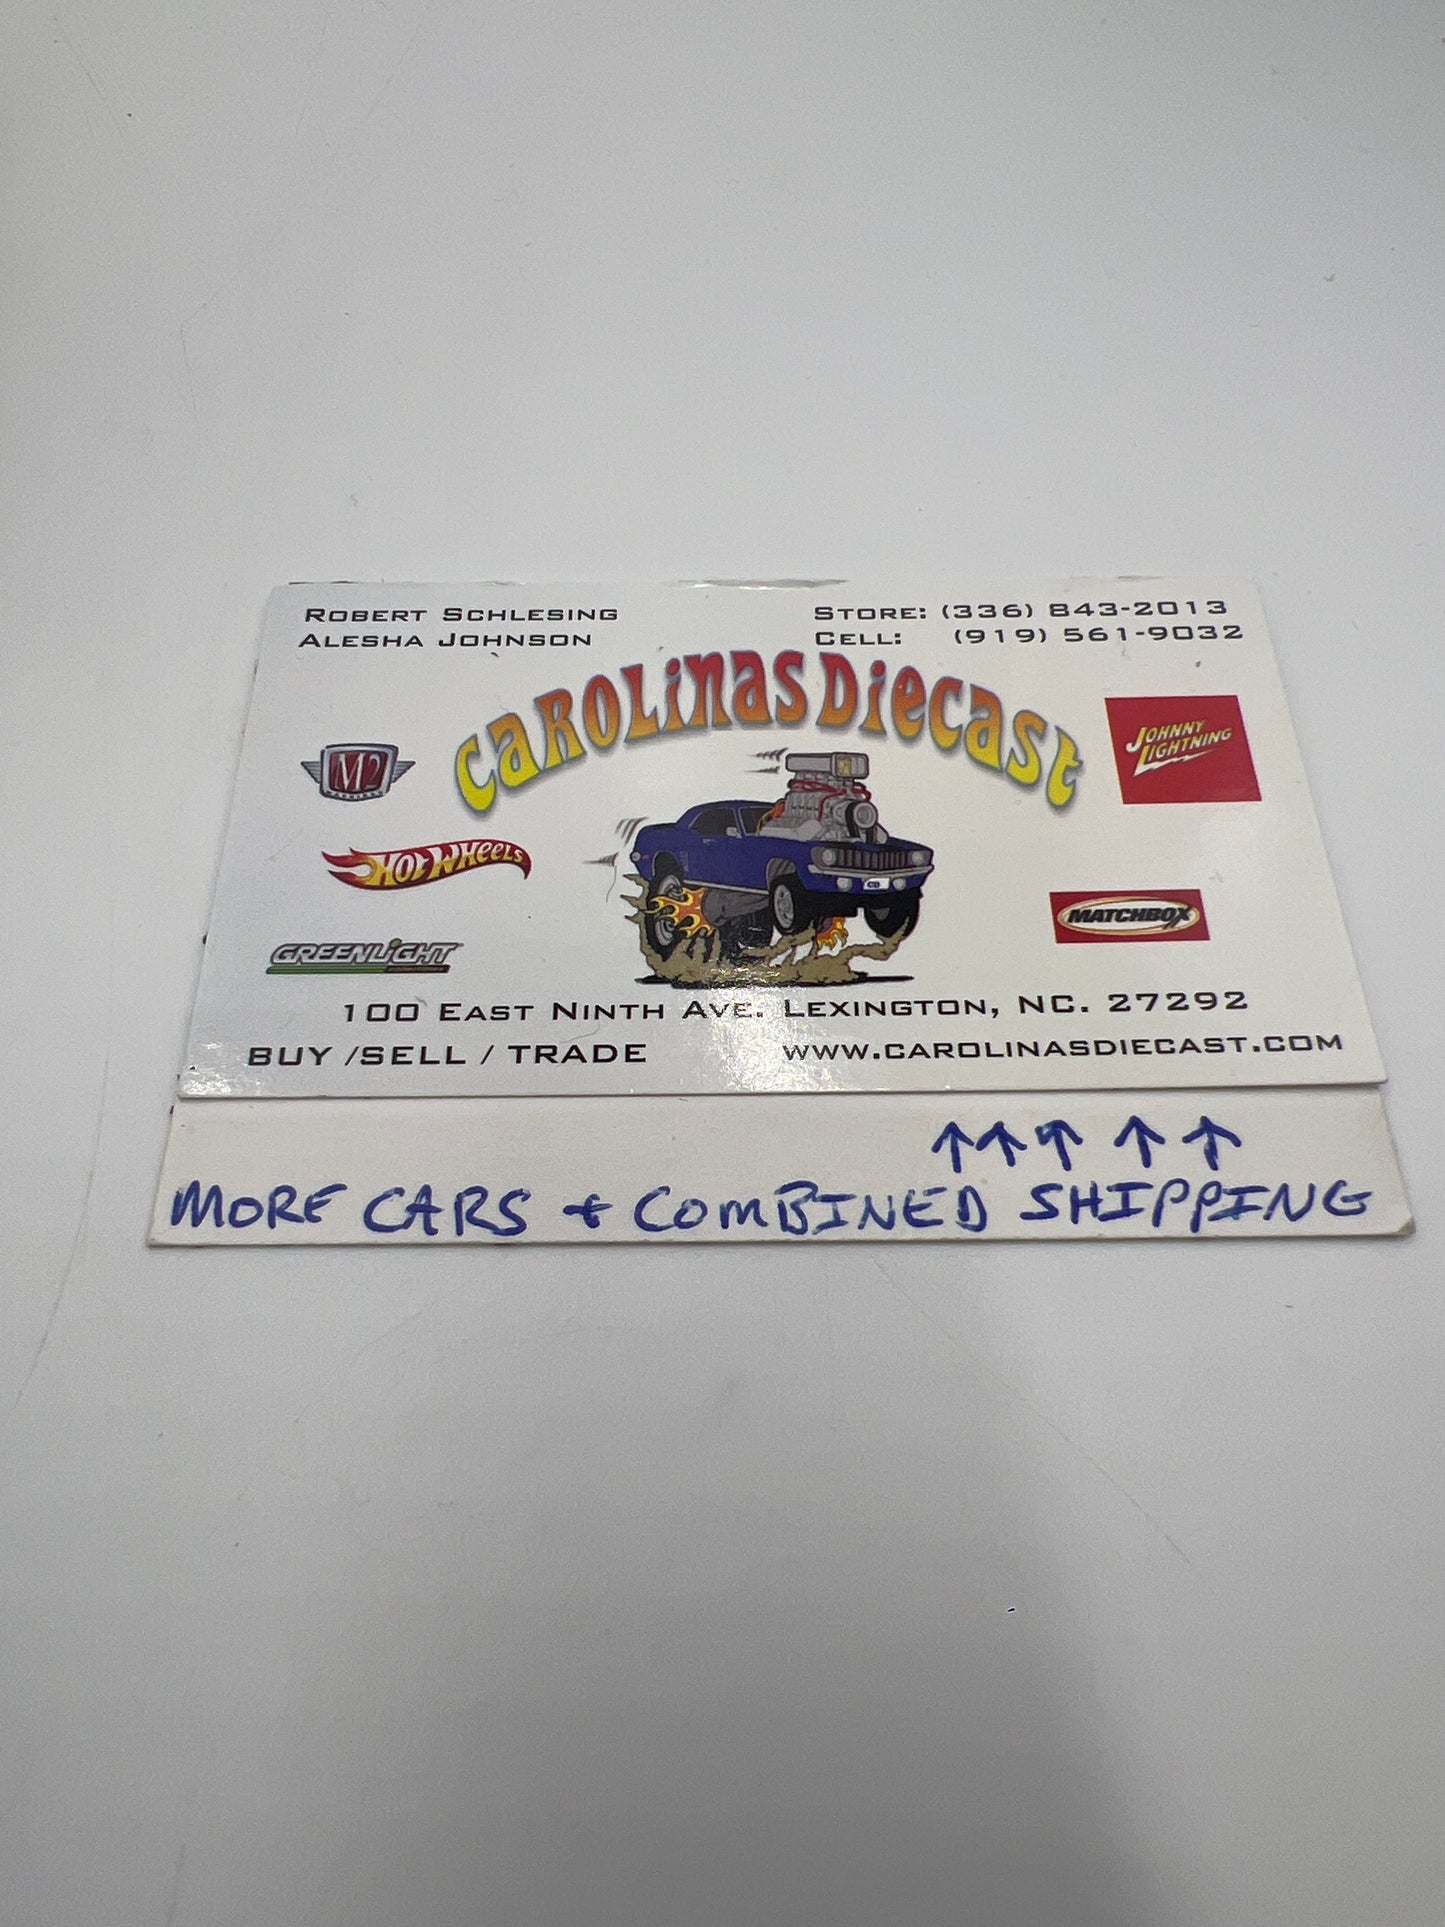 ROBERT SCHLESING
ALESHA JOHNSON
STORE: (336) 843-2013
CELL: (919) 561-9032
CAROLINAS DIECAST
M2
JOHNNY
LIGHTNING
HOT WHEELS
MATCHBOX
GREENLIGHT
100 EAST NINTH AVE. LEXINGTON, NC. 27292
BUY /SELL / TRADE
WWW.CAROLINASDIECAST.COM
↑↑↑ ↑ ↑
MORE CARS + COMBINED SHIPPING